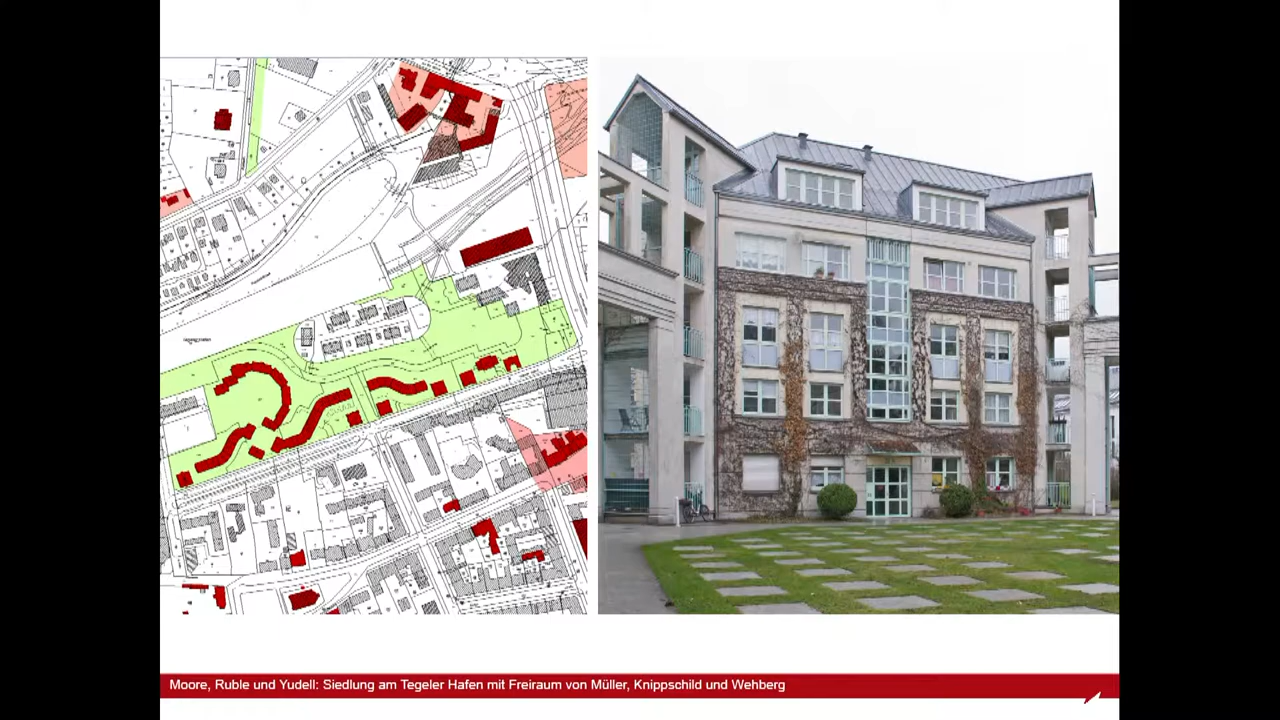 Moore, Ruble und Yudell: Siedlung am Tegeler Hafen mit Freiraum von Müller, Knippschild und Wehberg